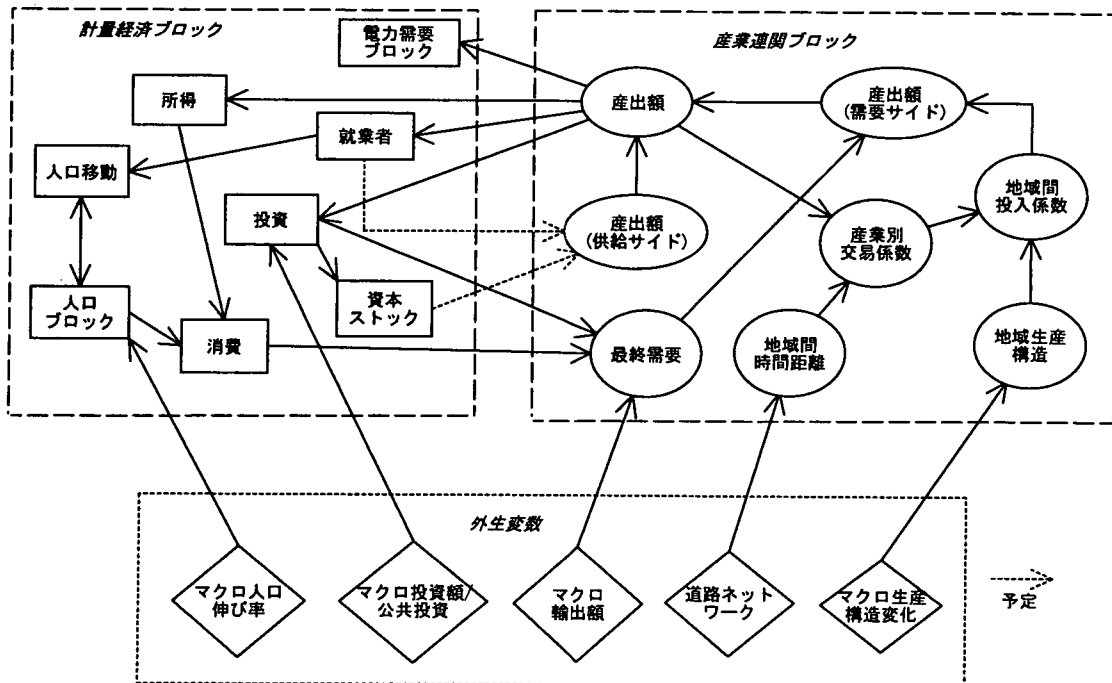 計量経済ブロック
電力需要
ブロック
所得
就業者
人口移動
投資
資本
ストック
人口
ブロック
消費
産業連関ブロック
産出額
産出額
(需要サイド)
地域間
投入係数
産出額
(供給サイド)
産業別
交易係数
最終需要
地域間
時間距離
地域生産
構造
外生変数
マクロ人口
伸び率
マクロ投資額/
公共投資
マクロ
輸出額
道路ネット
ワーク
マクロ生産
構造変化
予定